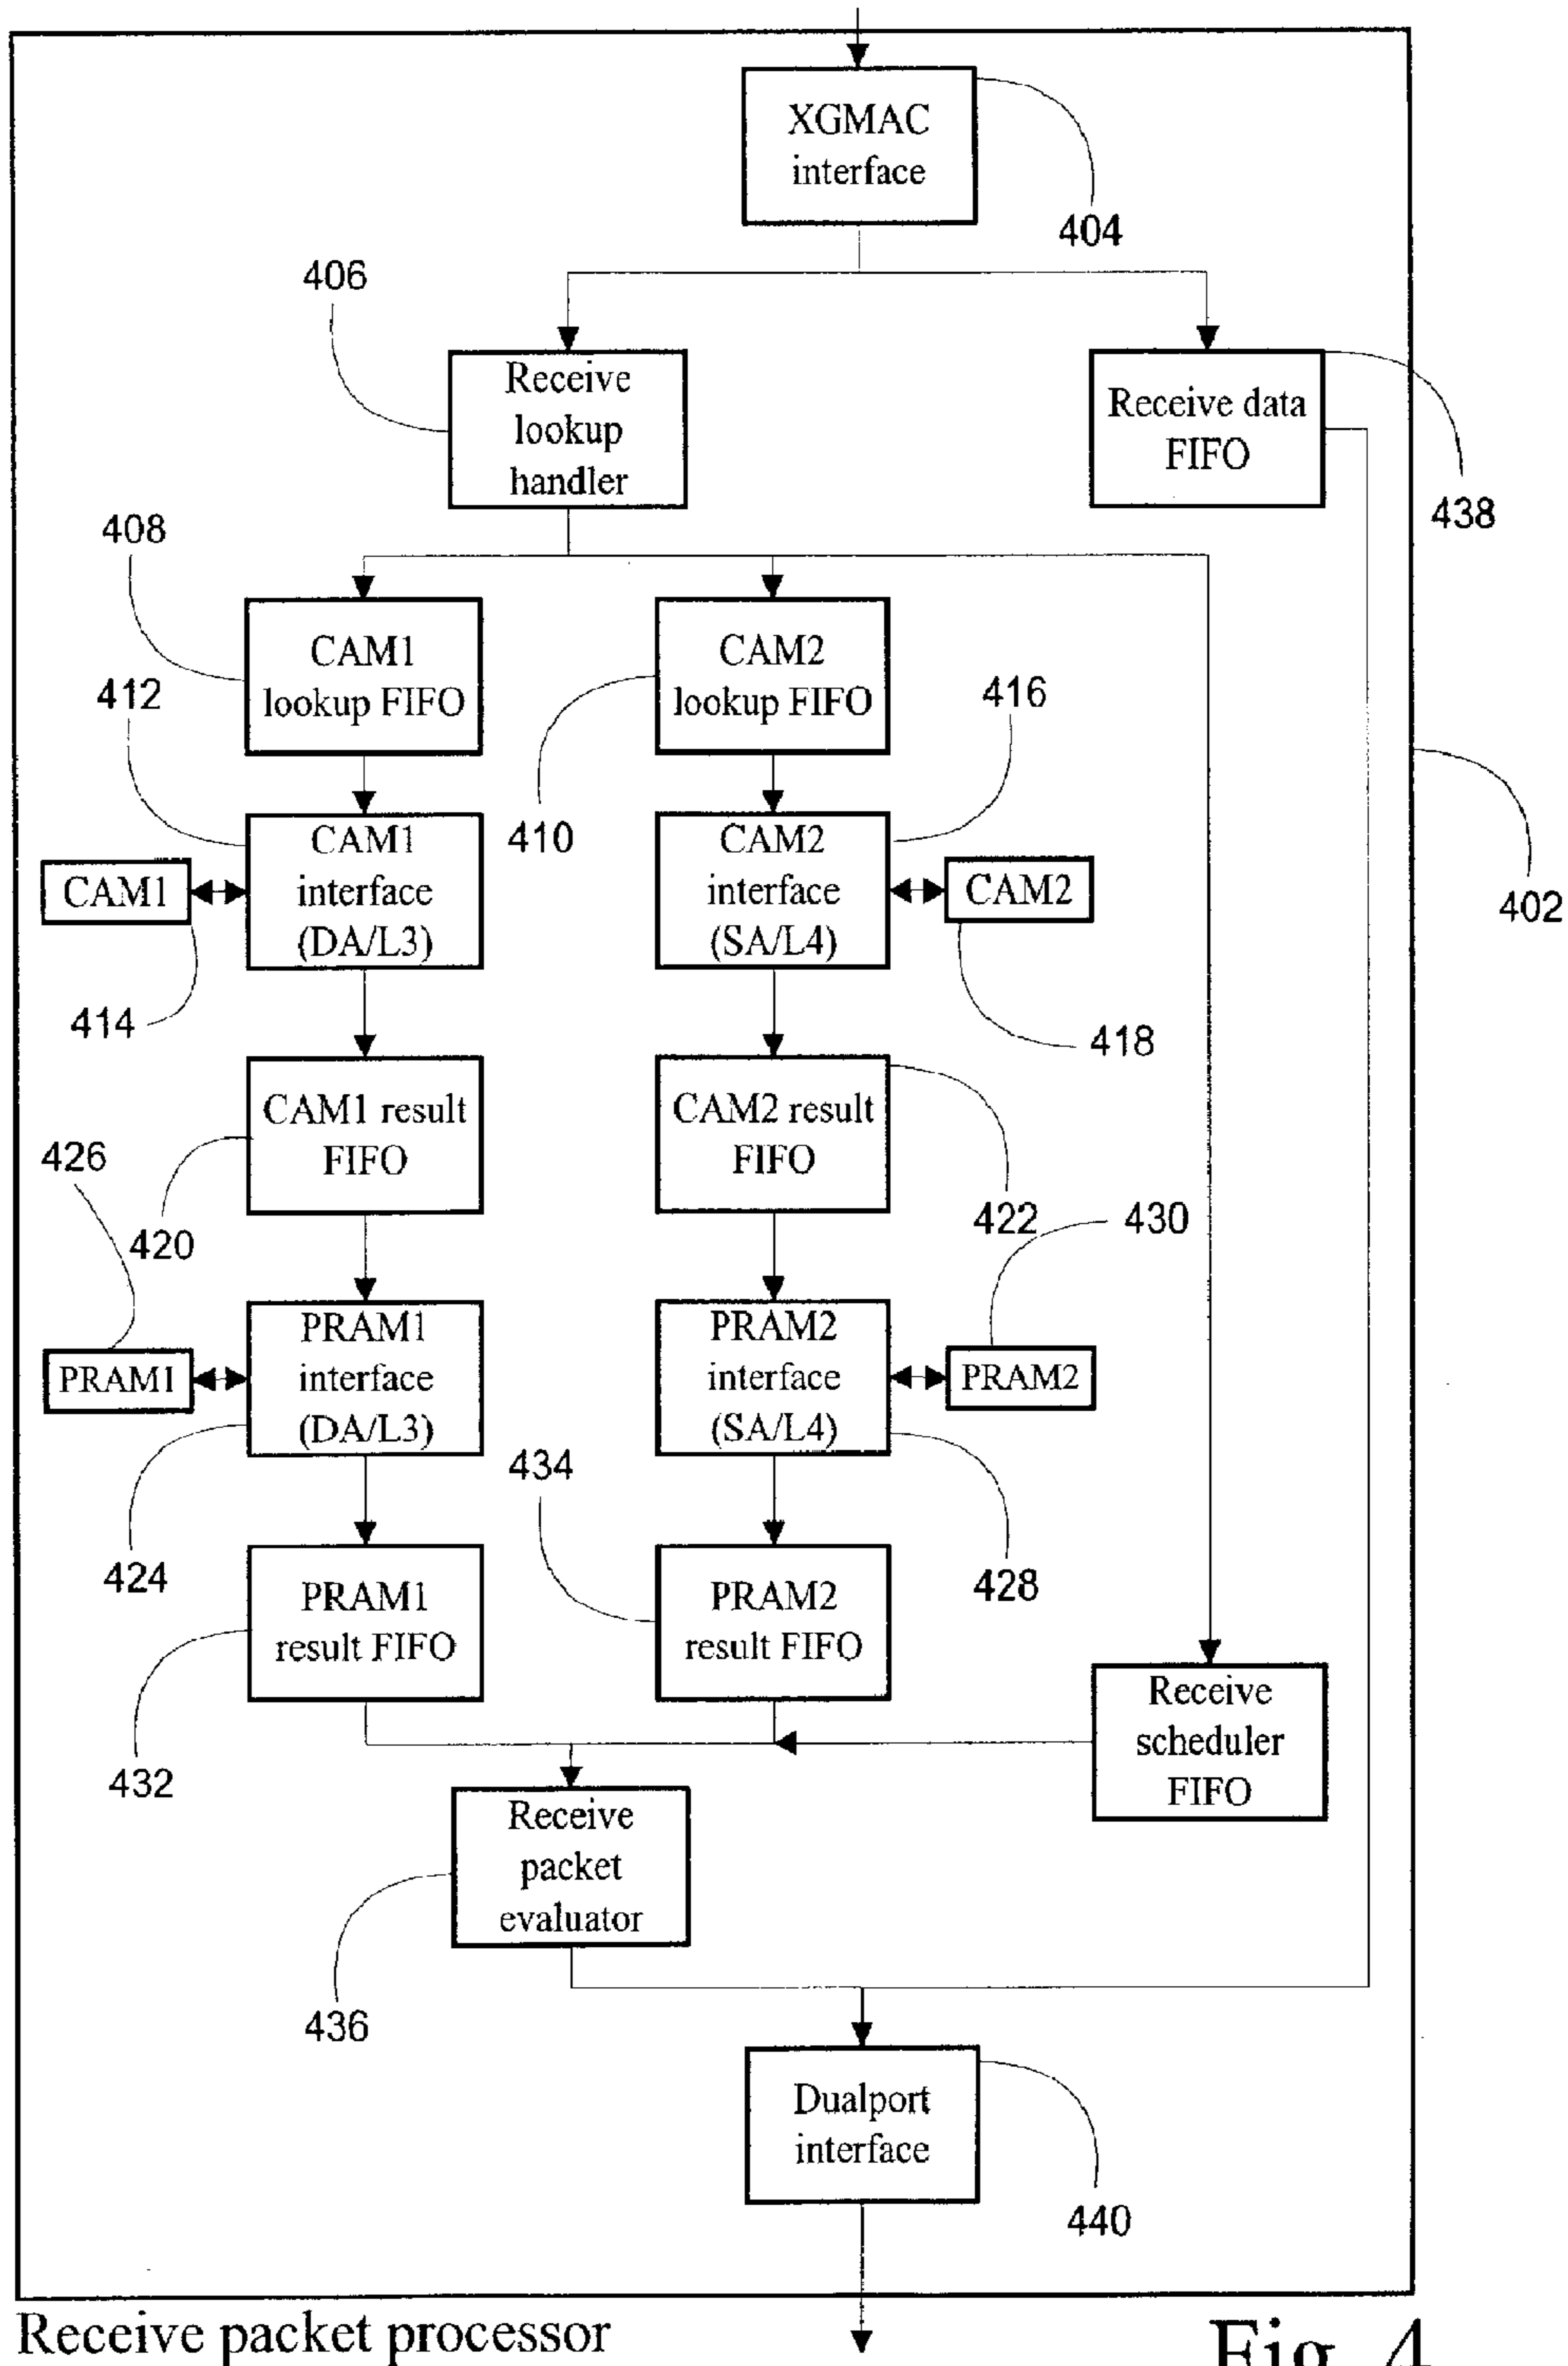 XGMAC
interface
404
406
Receive
lookup
handler
Receive data
FIFO
438
408
CAM1
lookup FIFO
CAM2
lookup FIFO
412
416
410
CAM1
interface
(DA/L3)
CAM2
interface
(SA/L4)
CAM1
CAM2
402
414
418
CAM1 result
FIFO
CAM2 result
FIFO
426
420
422
430
PRAM1
interface
(DA/L3)
PRAM2
interface
(SA/L4)
PRAM1
PRAM2
434
424
428
PRAM1
result FIFO
PRAM2
result FIFO
Receive
scheduler
FIFO
432
Receive
packet
evaluator
436
Dualport
interface
440
Receive packet processor
Fig. 4